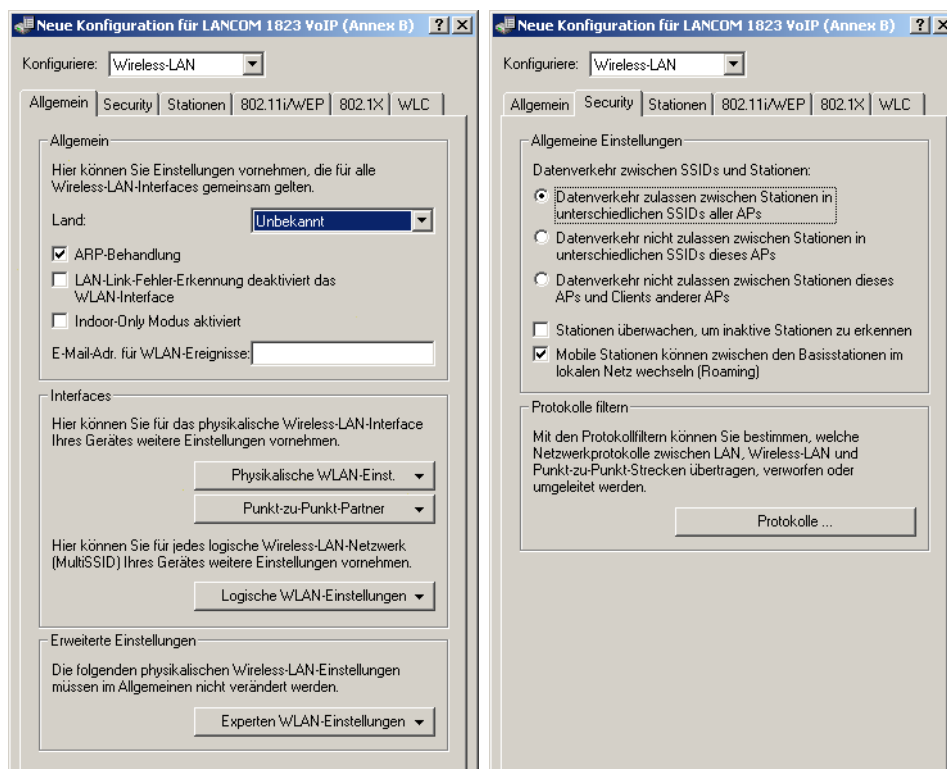 Neue Konfiguration für LANCOM 1823 VoIP (Annex B)
Konfiguriere: Wireless-LAN
Allgemein Security Stationen 802.11i/WEP 802.1X WLC
Allgemein
Hier können Sie Einstellungen vornehmen, die für alle
Wireless-LAN-Interfaces gemeinsam gelten.
Land: Unbekannt
ARP-Behandlung
LAN-Link-Fehler-Erkennung deaktiviert das
WLAN-Interface
Indoor-Only Modus aktiviert
E-Mail-Adr. für WLAN-Ereignisse:
Interfaces
Hier können Sie für das physikalische Wireless-LAN-Interface
Ihres Gerätes weitere Einstellungen vornehmen.
Physikalische WLAN-Einst.
Punkt-zu-Punkt-Partner
Hier können Sie für jedes logische Wireless-LAN-Netzwerk
(MultiSSID) Ihres Gerätes weitere Einstellungen vornehmen.
Logische WLAN-Einstellungen
Erweiterte Einstellungen
Die folgenden physikalischen Wireless-LAN-Einstellungen
müssen im Allgemeinen nicht verändert werden.
Experten WLAN-Einstellungen
Neue Konfiguration für LANCOM 1823 VoIP (Annex B)
Konfiguriere: Wireless-LAN
Allgemein Security Stationen 802.11i/WEP 802.1X WLC
Allgemeine Einstellungen
Datenverkehr zwischen SSIDs und Stationen:
Datenverkehr zulassen zwischen Stationen in
unterschiedlichen SSIDs aller APs
Datenverkehr nicht zulassen zwischen Stationen in
unterschiedlichen SSIDs dieses APs
Datenverkehr nicht zulassen zwischen Stationen dieses
APs und Clients anderer APs
Stationen überwachen, um inaktive Stationen zu erkennen
Mobile Stationen können zwischen den Basisstationen im
lokalen Netz wechseln (Roaming)
Protokolle filtern
Mit den Protokollfiltern können Sie bestimmen, welche
Netzwerkprotokolle zwischen LAN, Wireless-LAN und
Punkt-zu-Punkt-Strecken übertragen, verworfen oder
umgeleitet werden.
Protokolle ...